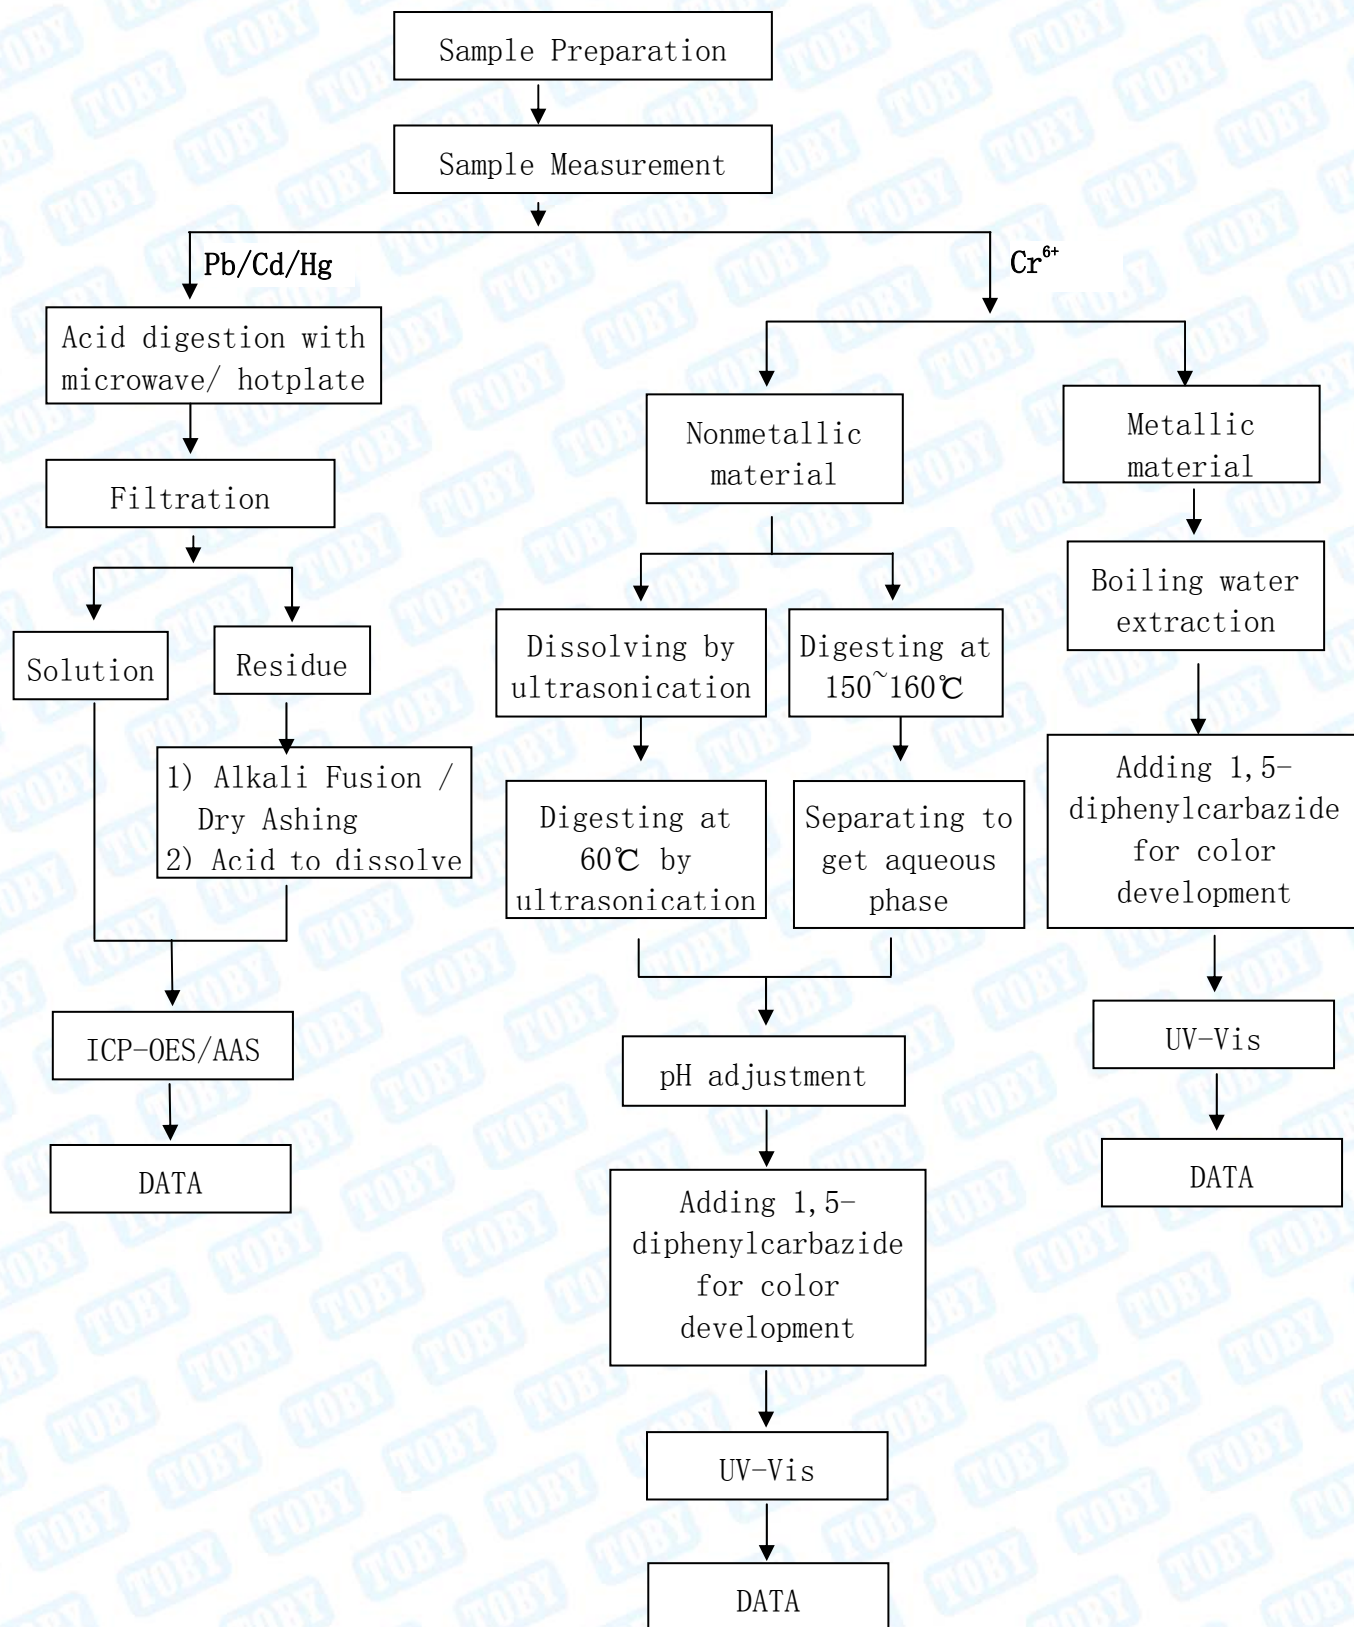 Sample Preparation
Sample Measurement
Pb/Cd/Hg
Cr⁶⁺
Acid digestion with
microwave/ hotplate
Filtration
Solution
Residue
1) Alkali Fusion /
Dry Ashing
2) Acid to dissolve
ICP-OES/AAS
DATA
Nonmetallic
material
Dissolving by
ultrasonication
Digesting at
60℃ by
ultrasonication
Digesting at
150~160℃
Separating to
get aqueous
phase
pH adjustment
Adding 1,5-
diphenylcarbazide
for color
development
UV-Vis
DATA
Metallic
material
Boiling water
extraction
Adding 1,5-
diphenylcarbazide
for color
development
UV-Vis
DATA
TOBY